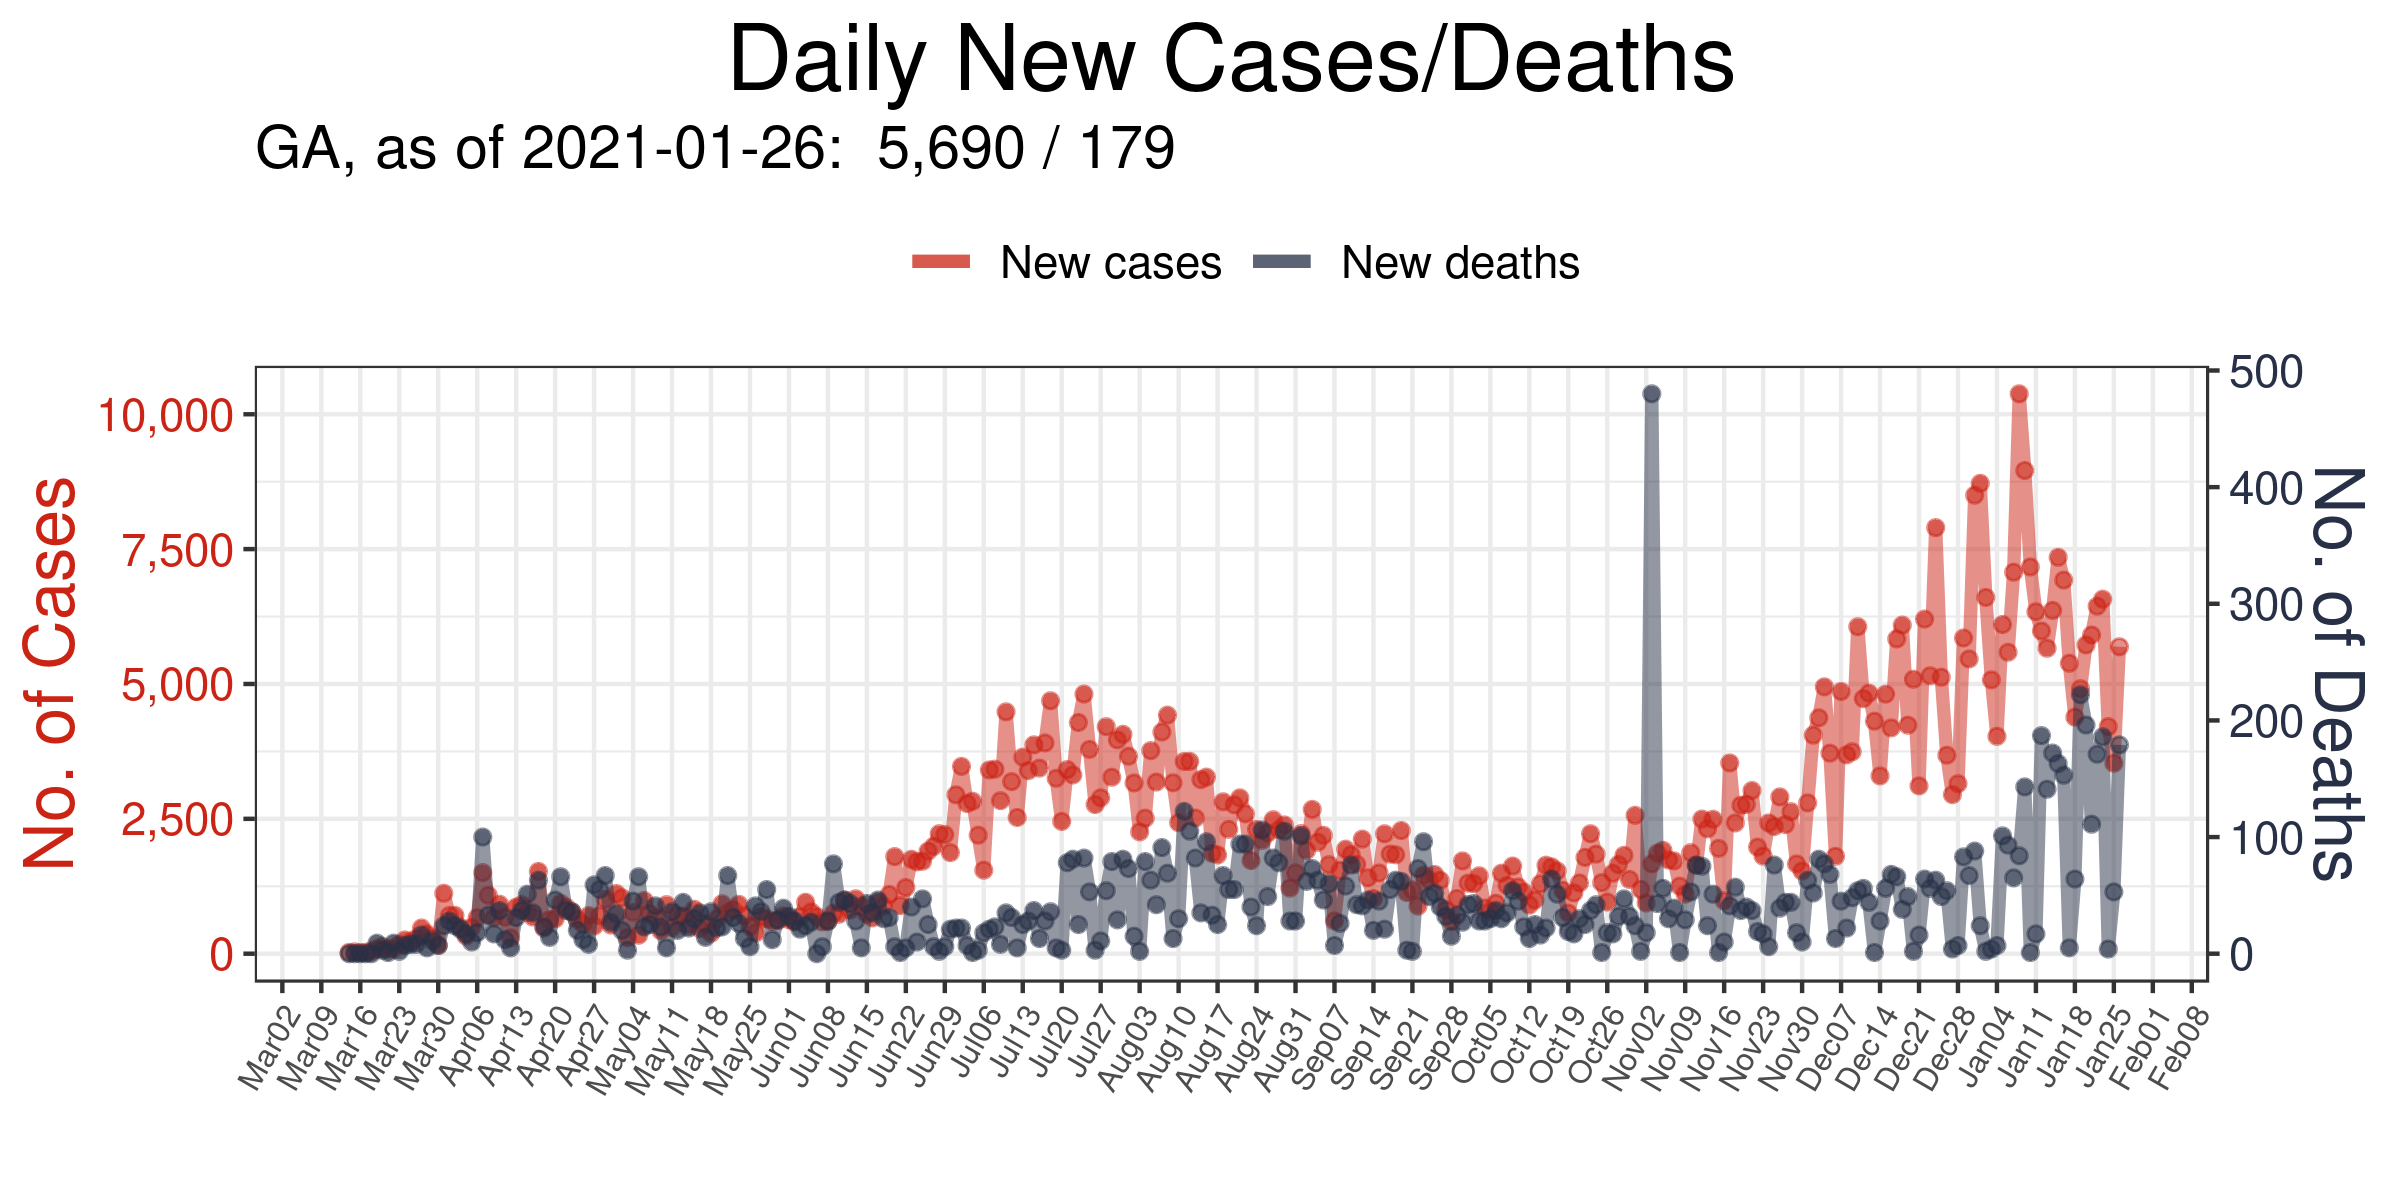 Daily New Cases/Deaths
GA, as of 2021-01-26:  5,690 / 179
New cases
New deaths
No. of Cases
10,000
7,500
5,000
2,500
0
500
400
300
200
100
0
No. of Deaths
Mar02
Mar09
Mar16
Mar23
Mar30
Apr06
Apr13
Apr20
Apr27
May04
May11
May18
May25
Jun01
Jun08
Jun15
Jun22
Jun29
Jul06
Jul13
Jul20
Jul27
Aug03
Aug10
Aug17
Aug24
Aug31
Sep07
Sep14
Sep21
Sep28
Oct05
Oct12
Oct19
Oct26
Nov02
Nov09
Nov16
Nov23
Nov30
Dec07
Dec14
Dec21
Dec28
Jan04
Jan11
Jan18
Jan25
Feb01
Feb08